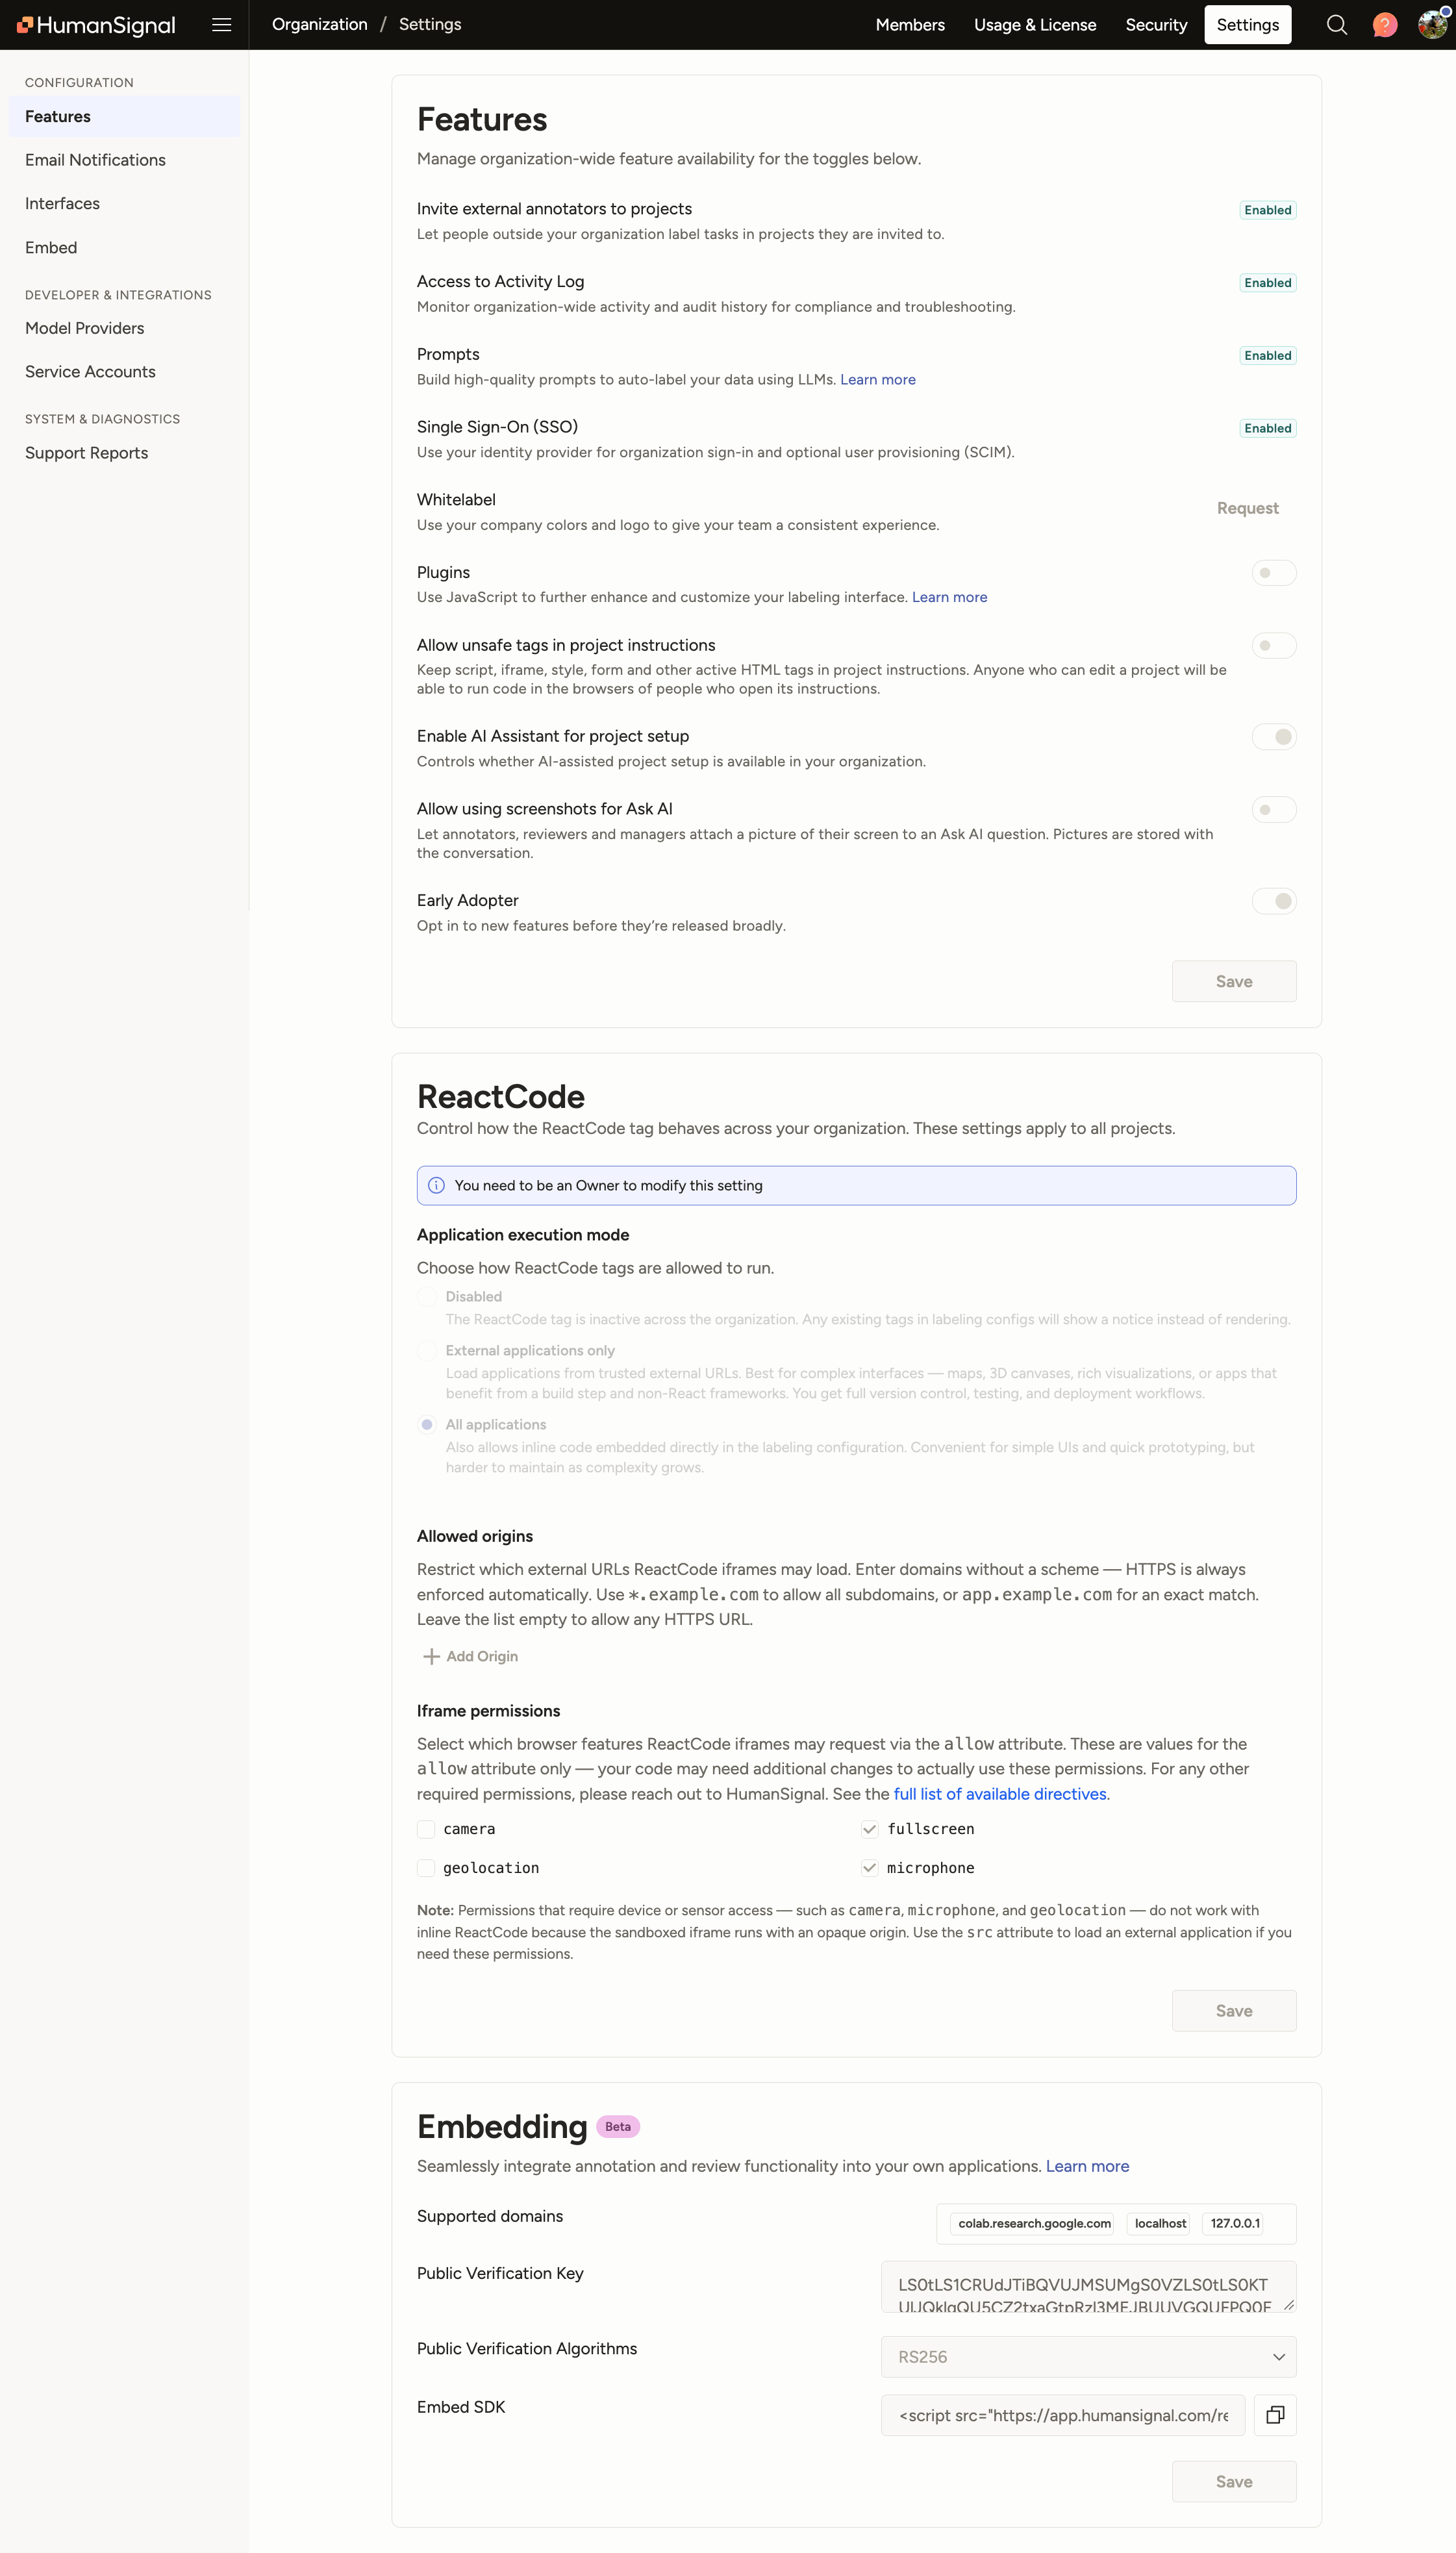 HumanSignal
Organization / Settings
Members
Usage & License
Security
Settings
CONFIGURATION
Features
Email Notifications
Interfaces
Embed
DEVELOPER & INTEGRATIONS
Model Providers
Service Accounts
SYSTEM & DIAGNOSTICS
Support Reports
Features
Manage organization-wide feature availability for the toggles below.
Invite external annotators to projects
Enabled
Let people outside your organization label tasks in projects they are invited to.
Access to Activity Log
Enabled
Monitor organization-wide activity and audit history for compliance and troubleshooting.
Prompts
Enabled
Build high-quality prompts to auto-label your data using LLMs. Learn more
Single Sign-On (SSO)
Enabled
Use your identity provider for organization sign-in and optional user provisioning (SCIM).
Whitelabel
Request
Use your company colors and logo to give your team a consistent experience.
Plugins
Use JavaScript to further enhance and customize your labeling interface. Learn more
Allow unsafe tags in project instructions
Keep script, iframe, style, form and other active HTML tags in project instructions. Anyone who can edit a project will be
able to run code in the browsers of people who open its instructions.
Enable AI Assistant for project setup
Controls whether AI-assisted project setup is available in your organization.
Allow using screenshots for Ask AI
Let annotators, reviewers and managers attach a picture of their screen to an Ask AI question. Pictures are stored with
the conversation.
Early Adopter
Opt in to new features before they're released broadly.
Save
ReactCode
Control how the ReactCode tag behaves across your organization. These settings apply to all projects.
You need to be an Owner to modify this setting
Application execution mode
Choose how ReactCode tags are allowed to run.
Disabled
The ReactCode tag is inactive across the organization. Any existing tags in labeling configs will show a notice instead of rendering.
External applications only
Load applications from trusted external URLs. Best for complex interfaces — maps, 3D canvases, rich visualizations, or apps that
benefit from a build step and non-React frameworks. You get full version control, testing, and deployment workflows.
All applications
Also allows inline code embedded directly in the labeling configuration. Convenient for simple UIs and quick prototyping, but
harder to maintain as complexity grows.
Allowed origins
Restrict which external URLs ReactCode iframes may load. Enter domains without a scheme — HTTPS is always
enforced automatically. Use *.example.com to allow all subdomains, or app.example.com for an exact match.
Leave the list empty to allow any HTTPS URL.
Add Origin
Iframe permissions
Select which browser features ReactCode iframes may request via the allow attribute. These are values for the
allow attribute only — your code may need additional changes to actually use these permissions. For any other
required permissions, please reach out to HumanSignal. See the full list of available directives.
camera
fullscreen
geolocation
microphone
Note: Permissions that require device or sensor access — such as camera, microphone, and geolocation — do not work with
inline ReactCode because the sandboxed iframe runs with an opaque origin. Use the src attribute to load an external application if you
need these permissions.
Save
Embedding Beta
Seamlessly integrate annotation and review functionality into your own applications. Learn more
Supported domains
colab.research.google.com localhost 127.0.0.1
Public Verification Key
LS0tLS1CRUdJTiBQVUJMSUMgS0VZLS0tLS0KT
Public Verification Algorithms
RS256
Embed SDK
<script src="https://app.humansignal.com/re
Save